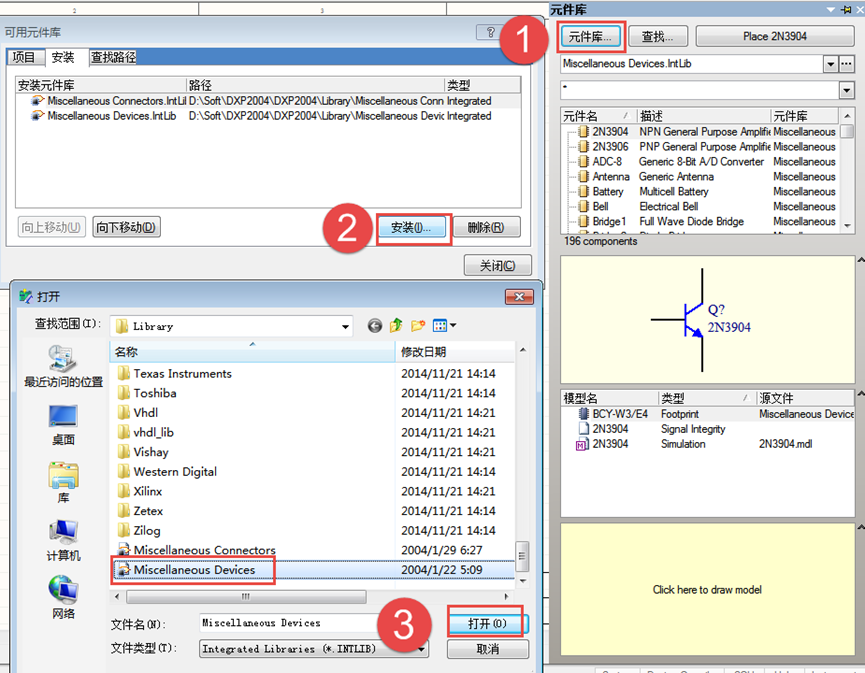 2
3
可用元件库
?
1
项目 安装 查找路径
安装元件库 路径 类型
Miscellaneous Connectors.IntLil D:\Soft\DXP2004\DXP2004\Library\Miscellaneous Conn Integrated
Miscellaneous Devices.IntLib D:\Soft\DXP2004\DXP2004\Library\Miscellaneous Devic Integrated
向上移动(U) 向下移动(D) 2 安装(I)... 删除(R)
关闭(C)
打开
查找范围(I): Library
名称 修改日期
Texas Instruments 2014/11/21 14:14
Toshiba 2014/11/21 14:14
Vhdl 2014/11/21 14:21
vhdl_lib 2014/11/21 14:21
Vishay 2014/11/21 14:21
Western Digital 2014/11/21 14:14
Xilinx 2014/11/21 14:21
Zetex 2014/11/21 14:14
Zilog 2014/11/21 14:14
Miscellaneous Connectors 2004/1/29 6:27
Miscellaneous Devices 2004/1/22 5:09
最近访问的位置
桌面
库
计算机
网络
文件名(N): Miscellaneous Devices 3 打开(O)
文件类型(T): Integrated Libraries (*.INTLIB) 取消
元件库
元件库... 查找... Place 2N3904
Miscellaneous Devices.IntLib ...
*
元件名 / 描述 元件库
2N3904 NPN General Purpose Amplifie Miscellaneous
2N3906 PNP General Purpose Amplifie Miscellaneous
ADC-8 Generic 8-Bit A/D Converter Miscellaneous
Antenna Generic Antenna Miscellaneous
Battery Multicell Battery Miscellaneous
Bell Electrical Bell Miscellaneous
Bridge1 Full Wave Diode Bridge Miscellaneous
196 components
Q?
2N3904
模型名 类型 / 源文件
BCY-W3/E4 Footprint Miscellaneous Device
2N3904 Signal Integrity
M 2N3904 Simulation 2N3904.mdl
Click here to draw model